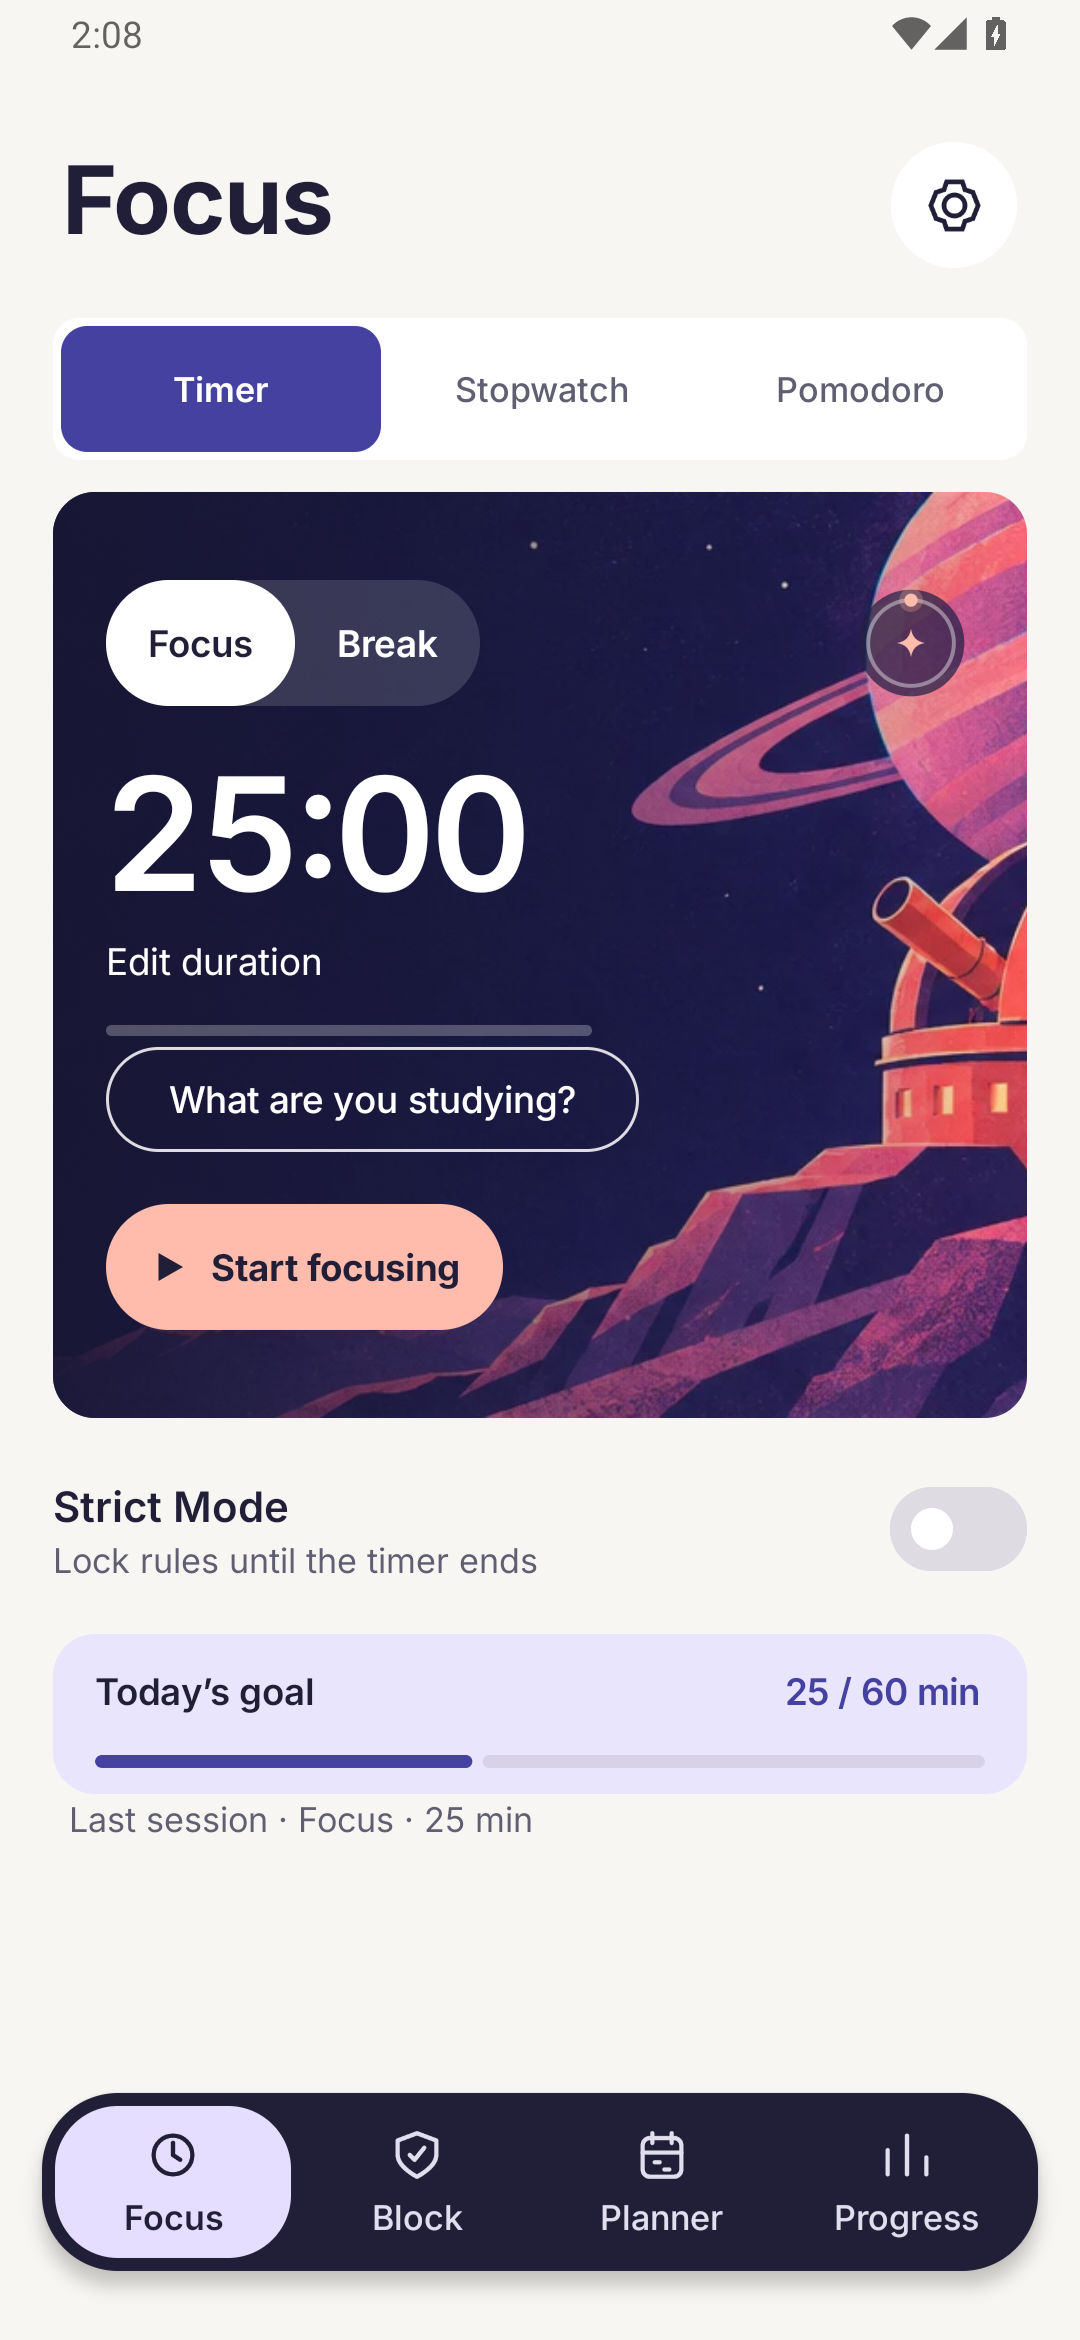 2:08
Focus
Timer
Stopwatch
Pomodoro
Focus
Break
25:00
Edit duration
What are you studying?
Start focusing
Strict Mode
Lock rules until the timer ends
Today’s goal
25 / 60 min
Last session · Focus · 25 min
Focus
Block
Planner
Progress